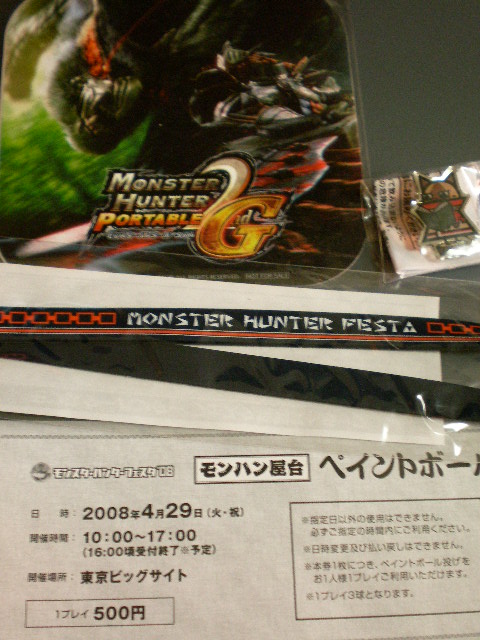 MONSTER
HUNTER
PORTABLE 2nd G
NOT FOR SALE
MONSTER HUNTER FESTA
モンスターハンターフェスタ'08
モンハン屋台 ペイントボール
日 時: 2008年4月29日(火・祝)
開催時間: 10:00〜17:00
(16:00頃受付終了※予定)
開催場所: 東京ビッグサイト
1プレイ 500円
※指定日以外の使用はできません。
必ずご指定の時間内にご利用ください。
※日時変更及び払い戻しはできません。
※本券1枚につき、ペイントボール投げを
お1人様1プレイご利用いただけます。
※1プレイ3球となります。